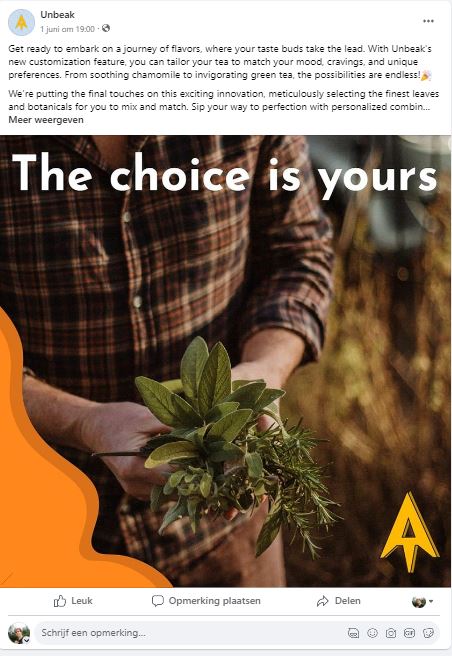 Unbeak
1 juni om 19:00 ·
Get ready to embark on a journey of flavors, where your taste buds take the lead. With Unbeak's
new customization feature, you can tailor your tea to match your mood, cravings, and unique
preferences. From soothing chamomile to invigorating green tea, the possibilities are endless!🎉
We're putting the final touches on this exciting innovation, meticulously selecting the finest leaves
and botanicals for you to mix and match. Sip your way to perfection with personalized combin...
Meer weergeven
The choice is yours
Leuk Opmerking plaatsen Delen
Schrijf een opmerking... GIF